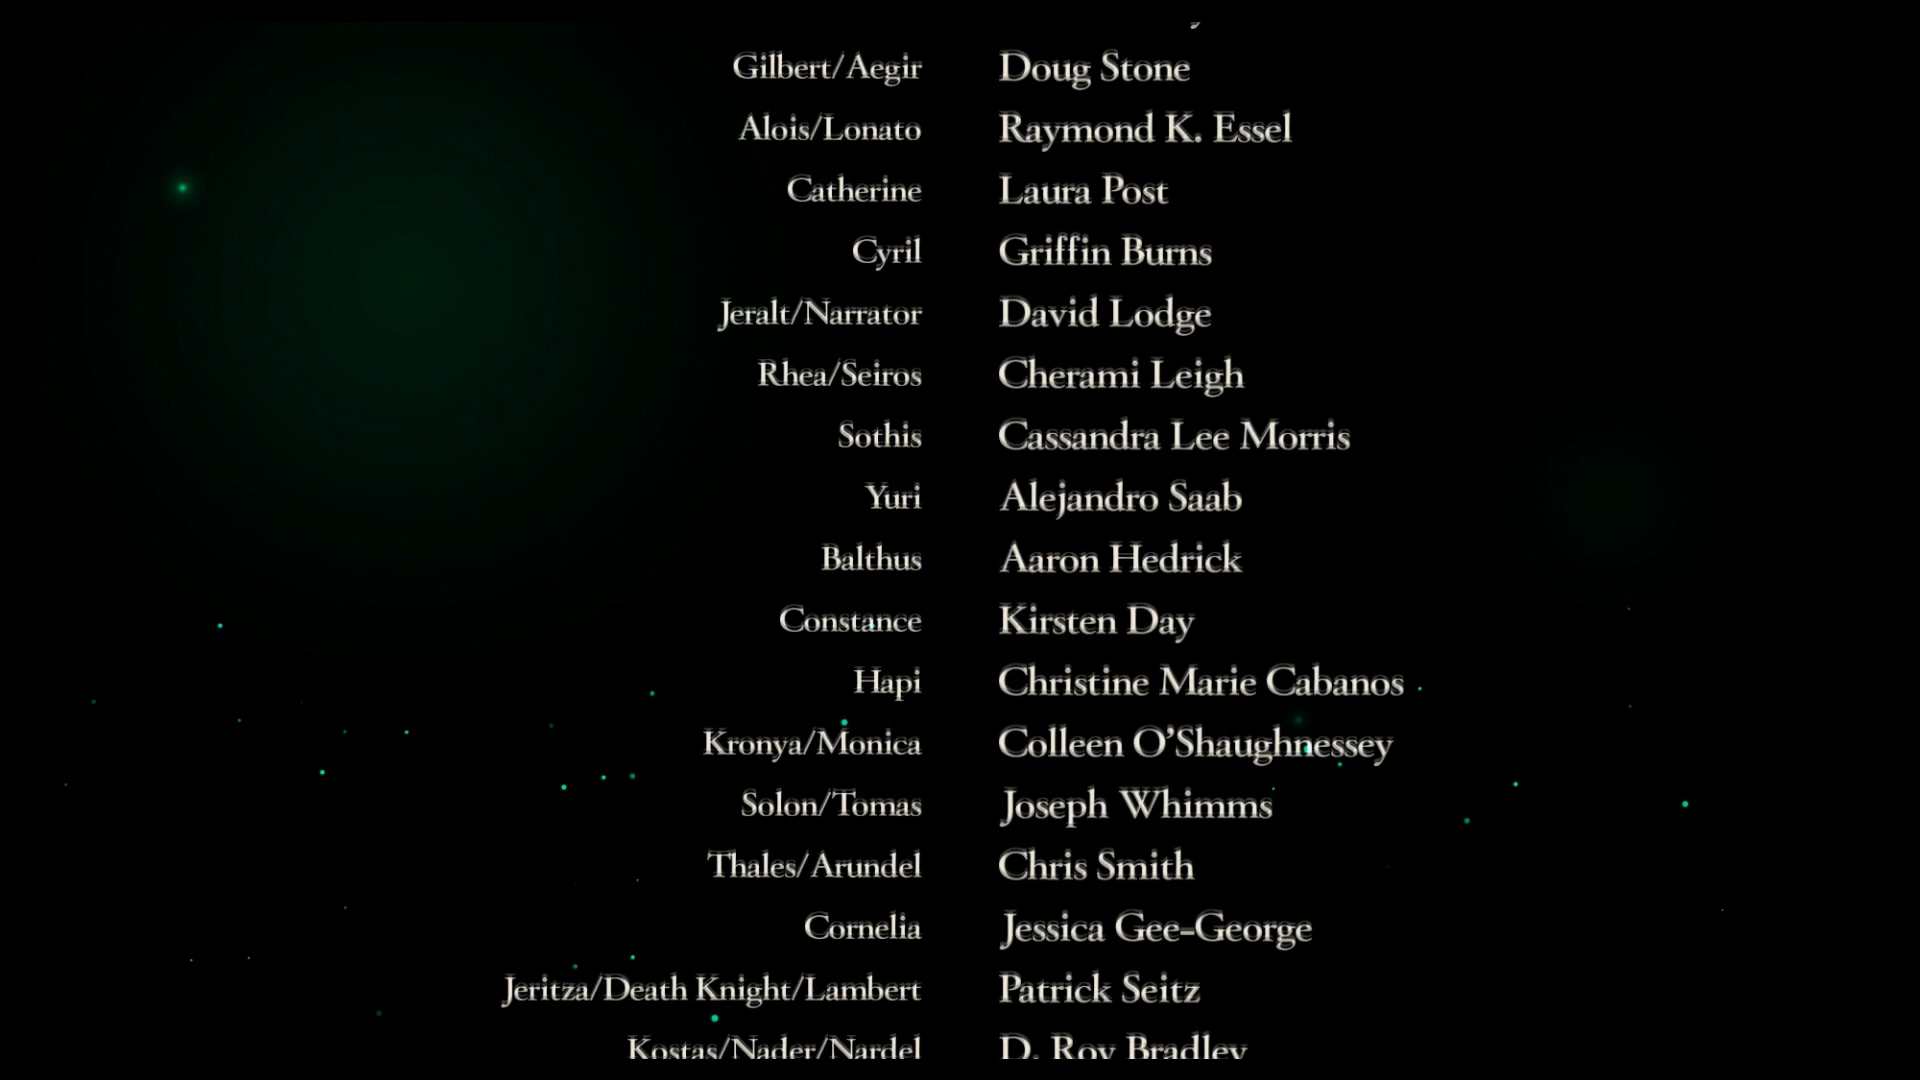 Gilbert/Aegir Doug Stone
Alois/Lonato Raymond K. Essel
Catherine Laura Post
Cyril Griffin Burns
Jeralt/Narrator David Lodge
Rhea/Seiros Cherami Leigh
Sothis Cassandra Lee Morris
Yuri Alejandro Saab
Balthus Aaron Hedrick
Constance Kirsten Day
Hapi Christine Marie Cabanos
Kronya/Monica Colleen O’Shaughnessey
Solon/Tomas Joseph Whimms
Thales/Arundel Chris Smith
Cornelia Jessica Gee-George
Jeritza/Death Knight/Lambert Patrick Seitz
Kostas/Nader/Nardel D. Roy Bradley